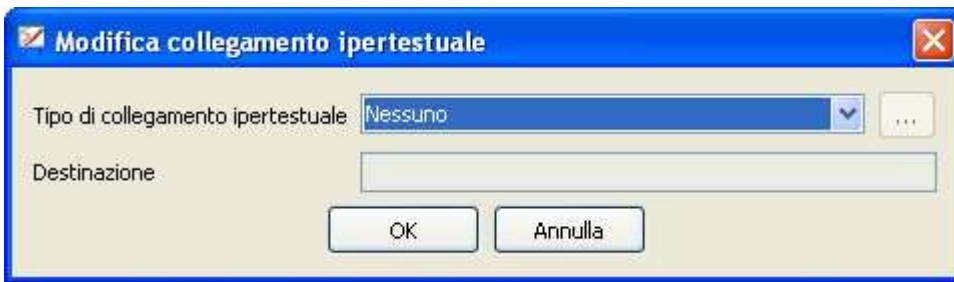 Modifica collegamento ipertestuale
Tipo di collegamento ipertestuale Nessuno ...
Destinazione
OK Annulla